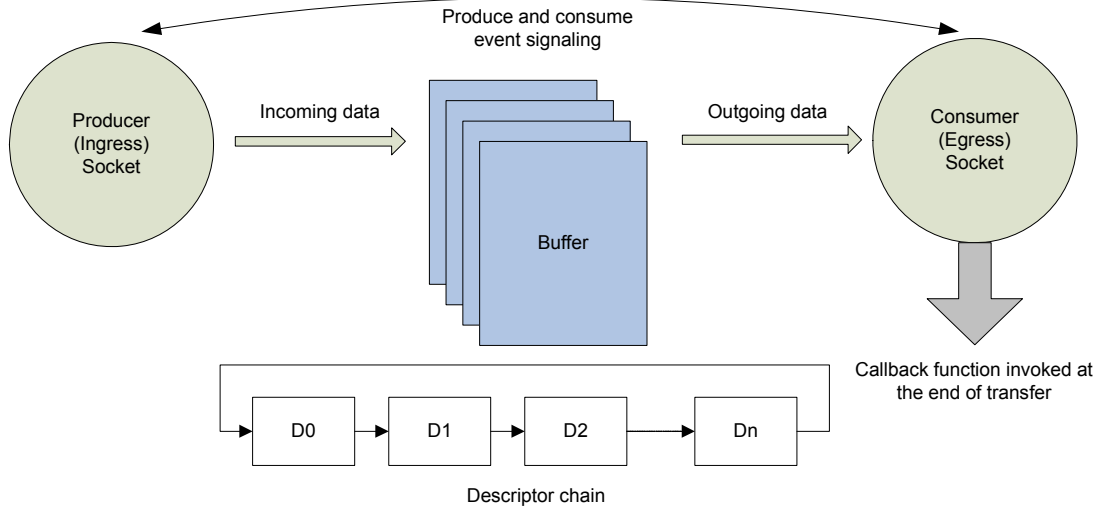 Produce and consume
event signaling
Producer
(Ingress)
Socket
Incoming data
Buffer
Outgoing data
Consumer
(Egress)
Socket
Callback function invoked at
the end of transfer
D0
D1
D2
Dn
Descriptor chain